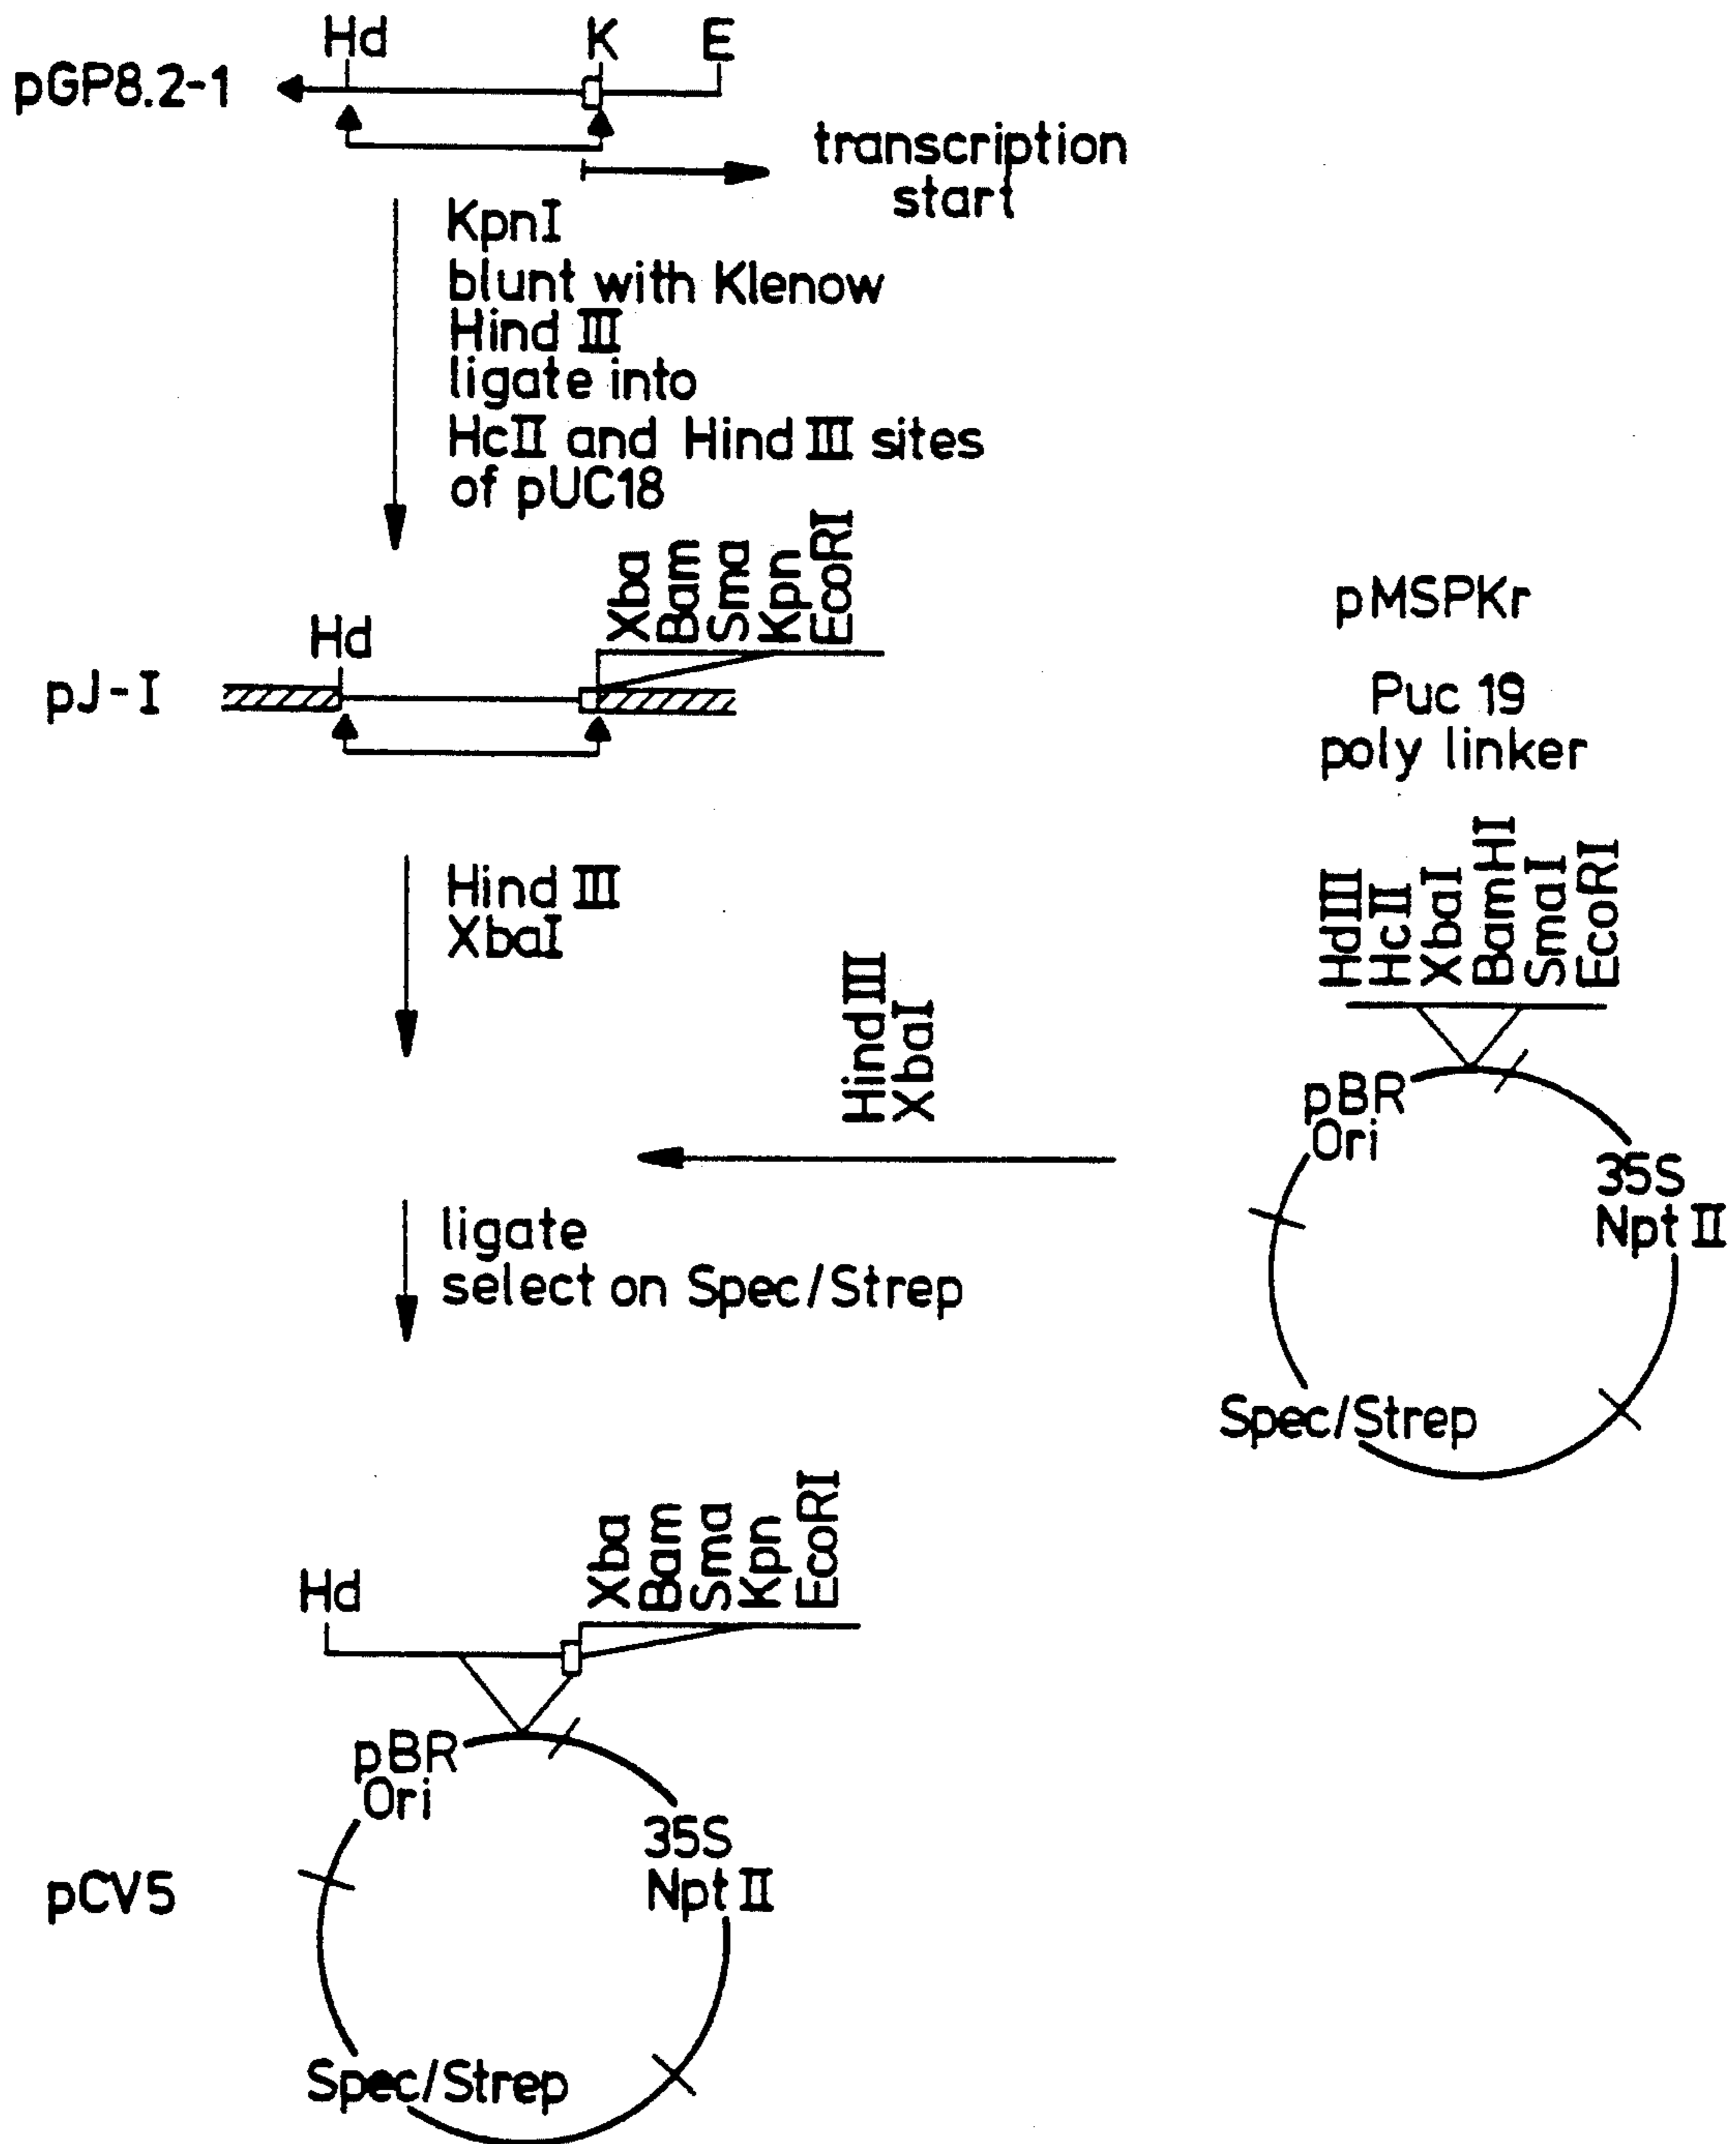 Hd K E
pGP8.2-1
transcription
start
KpnI
blunt with Klenow
Hind III
ligate into
HcII and Hind III sites
of pUC18
Xba
Bam
Sma
Kpn
EcoRI
Hd
pJ-I
pMSPKr
Puc 19
poly linker
Hind III
XbaI
HdIII
HcII
XbaI
BamHI
SmaI
EcoRI
Hind III
XbaI
pBR
Ori
35S
Npt II
Spec/Strep
ligate
select on Spec/Strep
Xba
Bam
Sma
Kpn
EcoRI
Hd
pBR
Ori
35S
Npt II
pCV5
Spec/Strep